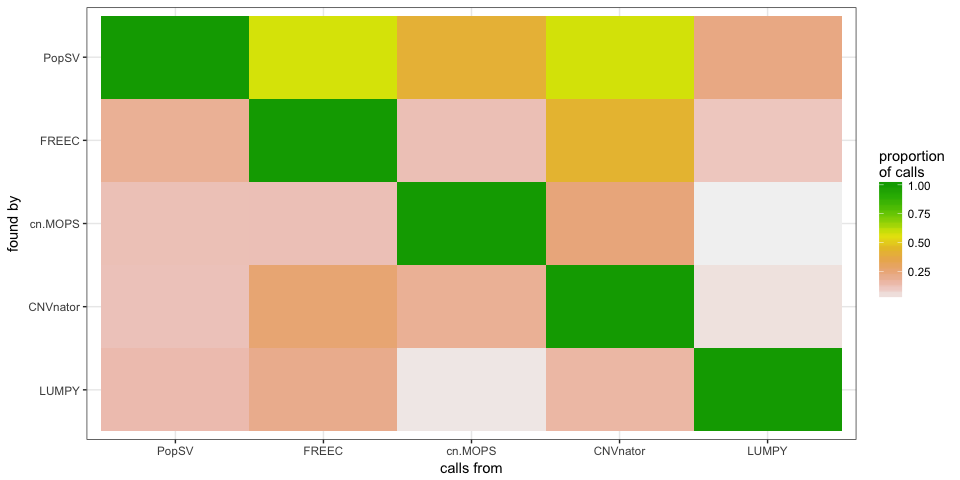 PopSV
FREEC
cn.MOPS
CNVnator
LUMPY
found by
PopSV
FREEC
cn.MOPS
CNVnator
LUMPY
calls from
proportion
of calls
1.00
0.75
0.50
0.25